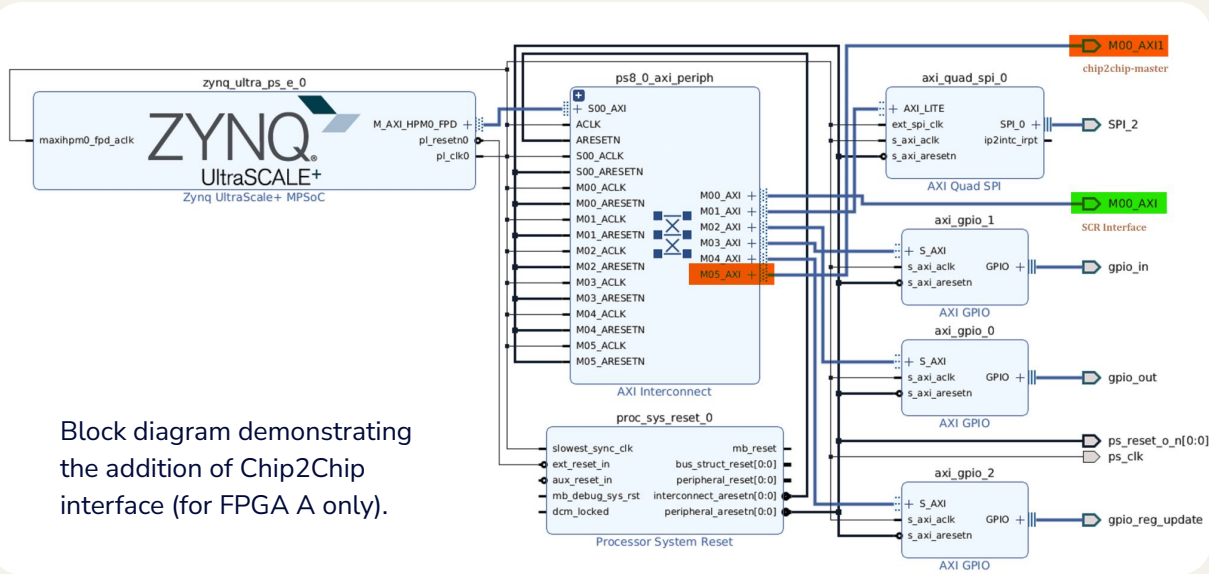 zynq_ultra_ps_e_0
maxihpm0_fpd_aclk
ZYNQ®
UltraSCALE+
M_AXI_HPM0_FPD
pl_resetn0
pl_clk0
Zynq UltraScale+ MPSoC
ps8_0_axi_periph
S00_AXI
ACLK
ARESETN
S00_ACLK
S00_ARESETN
M00_ACLK
M00_ARESETN
M01_ACLK
M01_ARESETN
M02_ACLK
M02_ARESETN
M03_ACLK
M03_ARESETN
M04_ACLK
M04_ARESETN
M05_ACLK
M05_ARESETN
M00_AXI
M01_AXI
M02_AXI
M03_AXI
M04_AXI
M05_AXI
AXI Interconnect
proc_sys_reset_0
slowest_sync_clk
ext_reset_in
aux_reset_in
mb_debug_sys_rst
dcm_locked
mb_reset
bus_struct_reset[0:0]
peripheral_reset[0:0]
interconnect_aresetn[0:0]
peripheral_aresetn[0:0]
Processor System Reset
axi_quad_spi_0
AXI_LITE
ext_spi_clk
s_axi_aclk
s_axi_aresetn
SPI_0
ip2intc_irpt
AXI Quad SPI
axi_gpio_1
S_AXI
s_axi_aclk
s_axi_aresetn
GPIO
AXI GPIO
axi_gpio_0
S_AXI
s_axi_aclk
s_axi_aresetn
GPIO
AXI GPIO
axi_gpio_2
S_AXI
s_axi_aclk
s_axi_aresetn
GPIO
AXI GPIO
M00_AXI1
chip2chip-master
SPI_2
M00_AXI
SCR Interface
gpio_in
gpio_out
ps_reset_o_n[0:0]
ps_clk
gpio_reg_update
Block diagram demonstrating
the addition of Chip2Chip
interface (for FPGA A only).